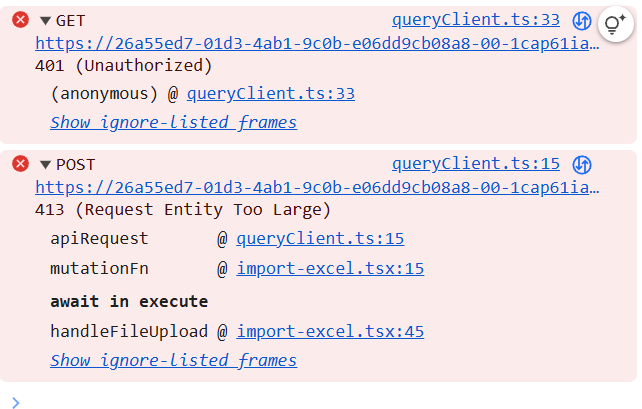 ▼GET queryClient.ts:33
https://26a55ed7-01d3-4ab1-9c0b-e06dd9cb08a8-00-1cap61ia…
401 (Unauthorized)
(anonymous) @ queryClient.ts:33
Show ignore-listed frames
▼POST queryClient.ts:15
https://26a55ed7-01d3-4ab1-9c0b-e06dd9cb08a8-00-1cap61ia…
413 (Request Entity Too Large)
apiRequest @ queryClient.ts:15
mutationFn @ import-excel.tsx:15
await in execute
handleFileUpload @ import-excel.tsx:45
Show ignore-listed frames